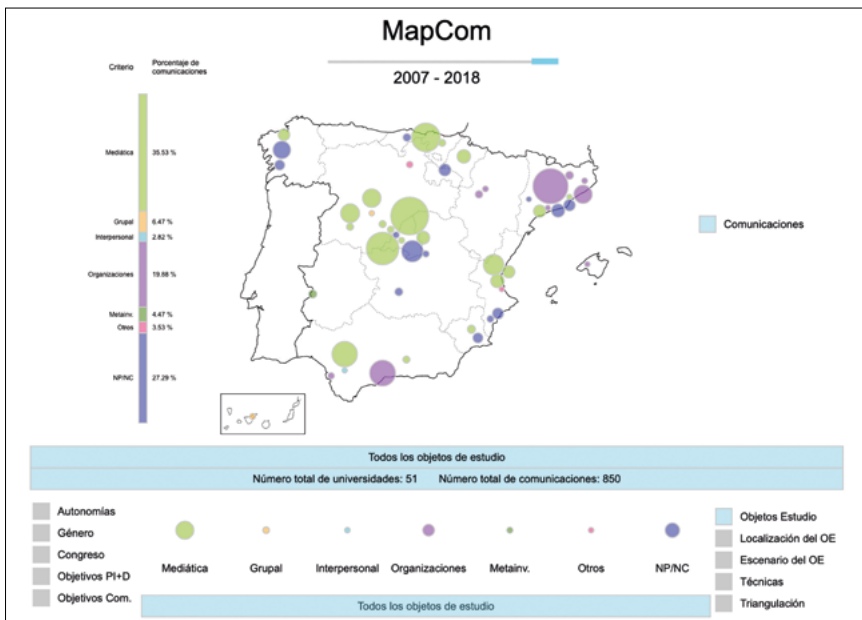 MapCom
2007 - 2018
Criterio
Porcentaje de
comunicaciones
Mediática
35.53 %
Grupal
6.47 %
Interpersonal
2.82 %
Organizaciones
19.88 %
Metainv.
4.47 %
Otros
3.53 %
NP/NC
27.29 %
Comunicaciones
Todos los objetos de estudio
Número total de universidades: 51 Número total de comunicaciones: 850
Autonomías
Género
Congreso
Objetivos PI+D
Objetivos Com.
Mediática
Grupal
Interpersonal
Organizaciones
Metainv.
Otros
NP/NC
Todos los objetos de estudio
Objetos Estudio
Localización del OE
Escenario del OE
Técnicas
Triangulación